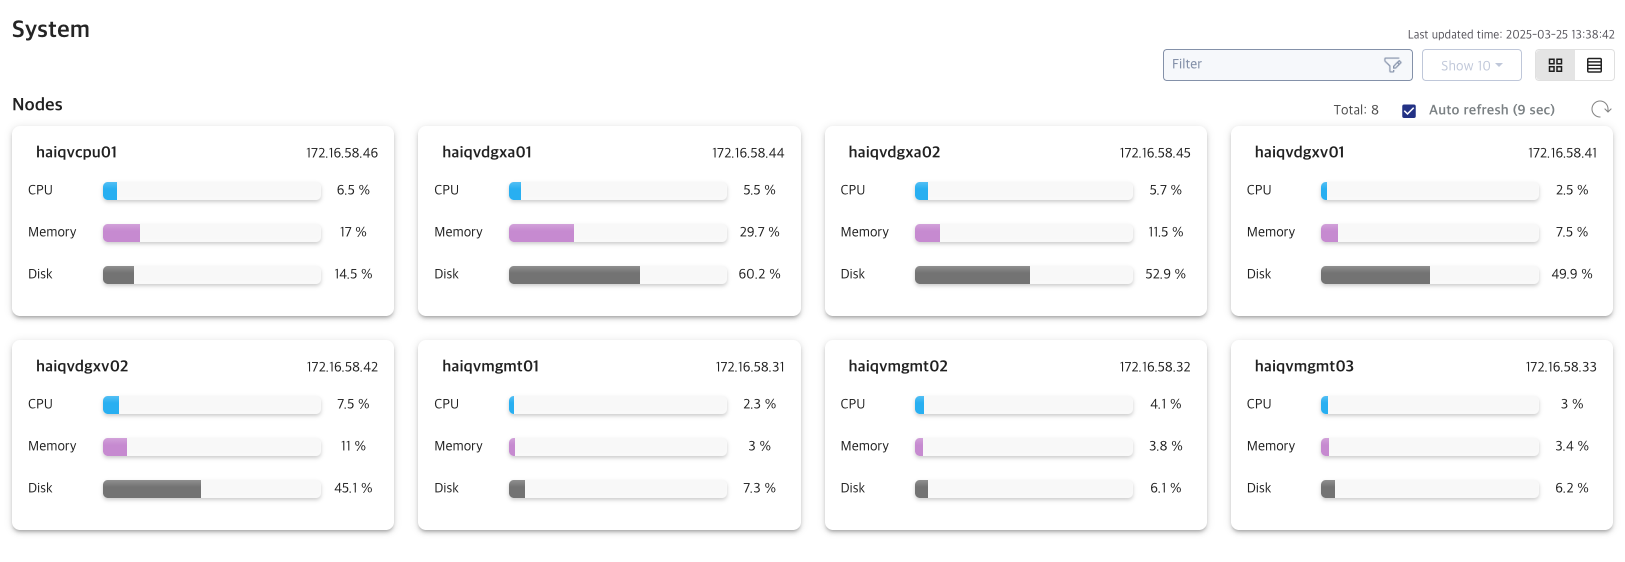 System
Last updated time: 2025-03-25 13:38:42
Filter
Show 10
Nodes
Total: 8
Auto refresh (9 sec)
haiqvcpu01 172.16.58.46
CPU 6.5 %
Memory 17 %
Disk 14.5 %
haiqvdgxa01 172.16.58.44
CPU 5.5 %
Memory 29.7 %
Disk 60.2 %
haiqvdgxa02 172.16.58.45
CPU 5.7 %
Memory 11.5 %
Disk 52.9 %
haiqvdgxv01 172.16.58.41
CPU 2.5 %
Memory 7.5 %
Disk 49.9 %
haiqvdgxv02 172.16.58.42
CPU 7.5 %
Memory 11 %
Disk 45.1 %
haiqvmgmt01 172.16.58.31
CPU 2.3 %
Memory 3 %
Disk 7.3 %
haiqvmgmt02 172.16.58.32
CPU 4.1 %
Memory 3.8 %
Disk 6.1 %
haiqvmgmt03 172.16.58.33
CPU 3 %
Memory 3.4 %
Disk 6.2 %